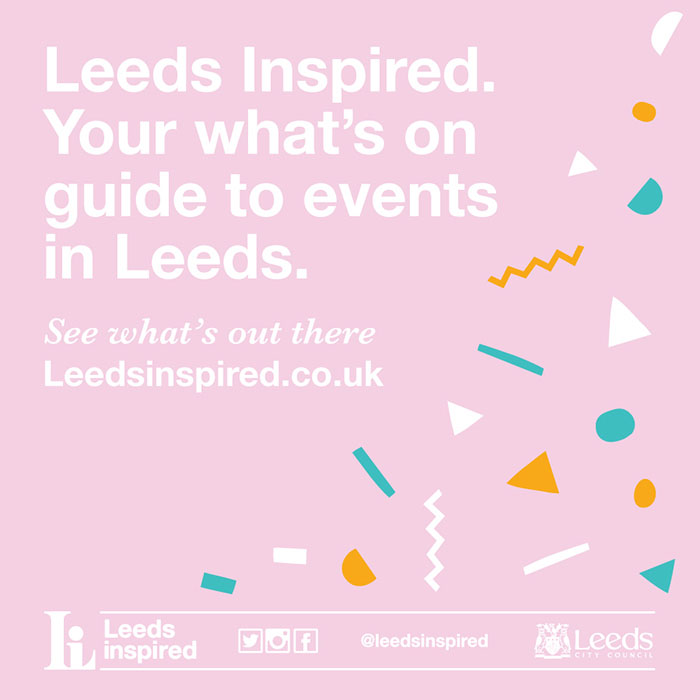 Leeds Inspired.
Your what's on
guide to events
in Leeds.
See what's out there
Leedsinspired.co.uk
Li
Leeds
inspired
@leedsinspired
Leeds
CITY COUNCIL